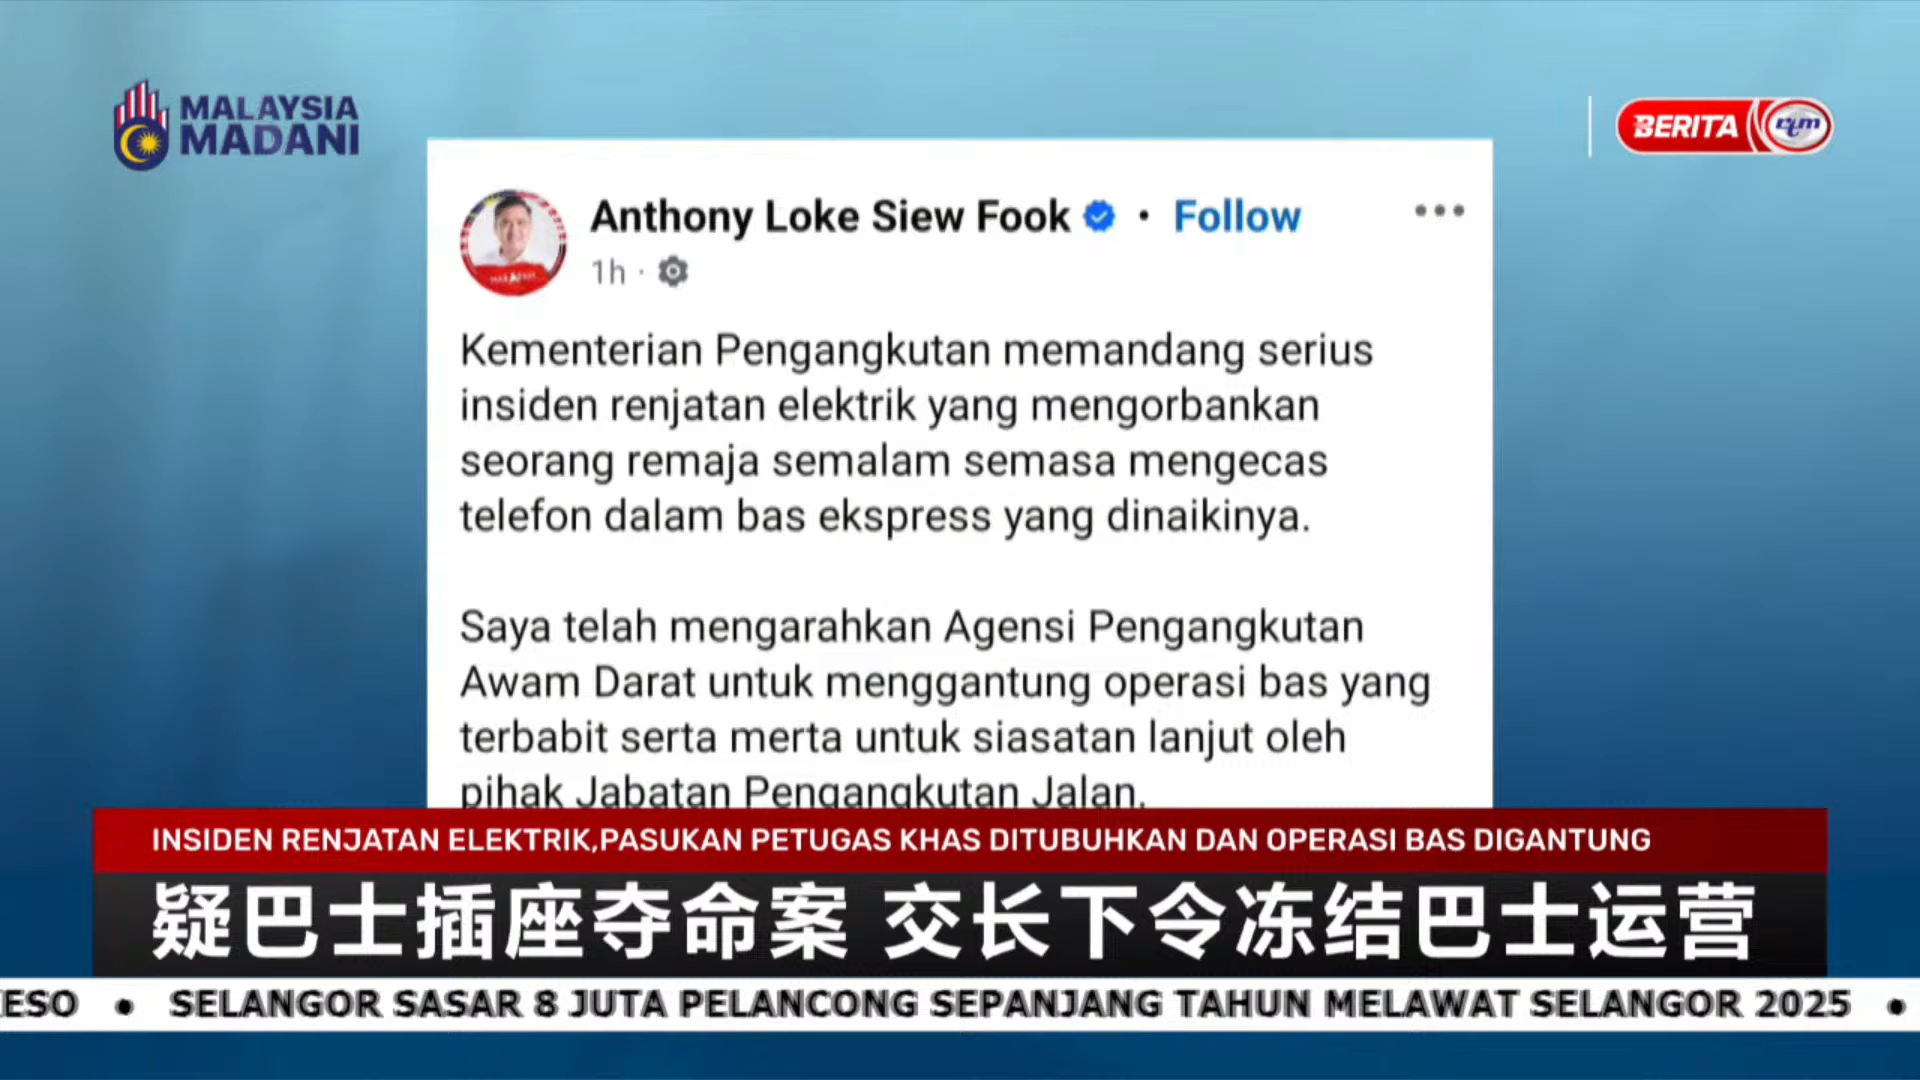 MALAYSIA
MADANI
BERITA rtm
Anthony Loke Siew Fook · Follow
1h ·
Kementerian Pengangkutan memandang serius
insiden renjatan elektrik yang mengorbankan
seorang remaja semalam semasa mengecas
telefon dalam bas ekspress yang dinaikinya.
Saya telah mengarahkan Agensi Pengangkutan
Awam Darat untuk menggantung operasi bas yang
terbabit serta merta untuk siasatan lanjut oleh
pihak Jabatan Pengangkutan Jalan.
INSIDEN RENJATAN ELEKTRIK,PASUKAN PETUGAS KHAS DITUBUHKAN DAN OPERASI BAS DIGANTUNG
疑巴士插座夺命案 交长下令冻结巴士运营
ESO • SELANGOR SASAR 8 JUTA PELANCONG SEPANJANG TAHUN MELAWAT SELANGOR 2025 •